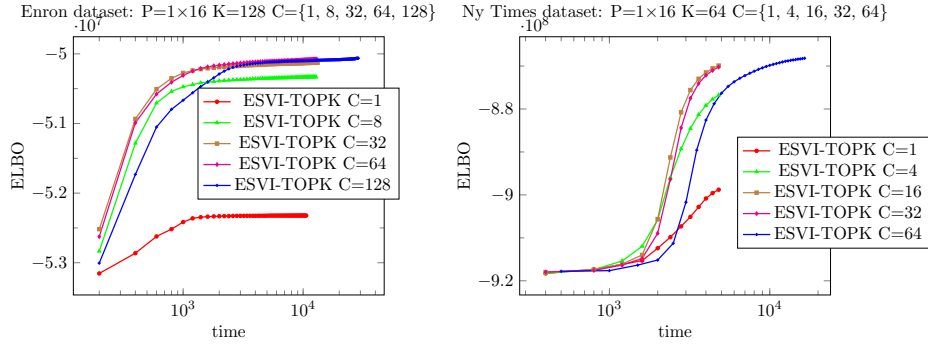 Enron dataset: P=1×16 K=128 C={1, 8, 32, 64, 128}
·10⁷
−5
−5.1
−5.2
−5.3
ELBO
ESVI-TOPK C=1
ESVI-TOPK C=8
ESVI-TOPK C=32
ESVI-TOPK C=64
ESVI-TOPK C=128
10³
10⁴
time
Ny Times dataset: P=1×16 K=64 C={1, 4, 16, 32, 64}
·10⁸
−8.8
−9
−9.2
ELBO
ESVI-TOPK C=1
ESVI-TOPK C=4
ESVI-TOPK C=16
ESVI-TOPK C=32
ESVI-TOPK C=64
10³
10⁴
time